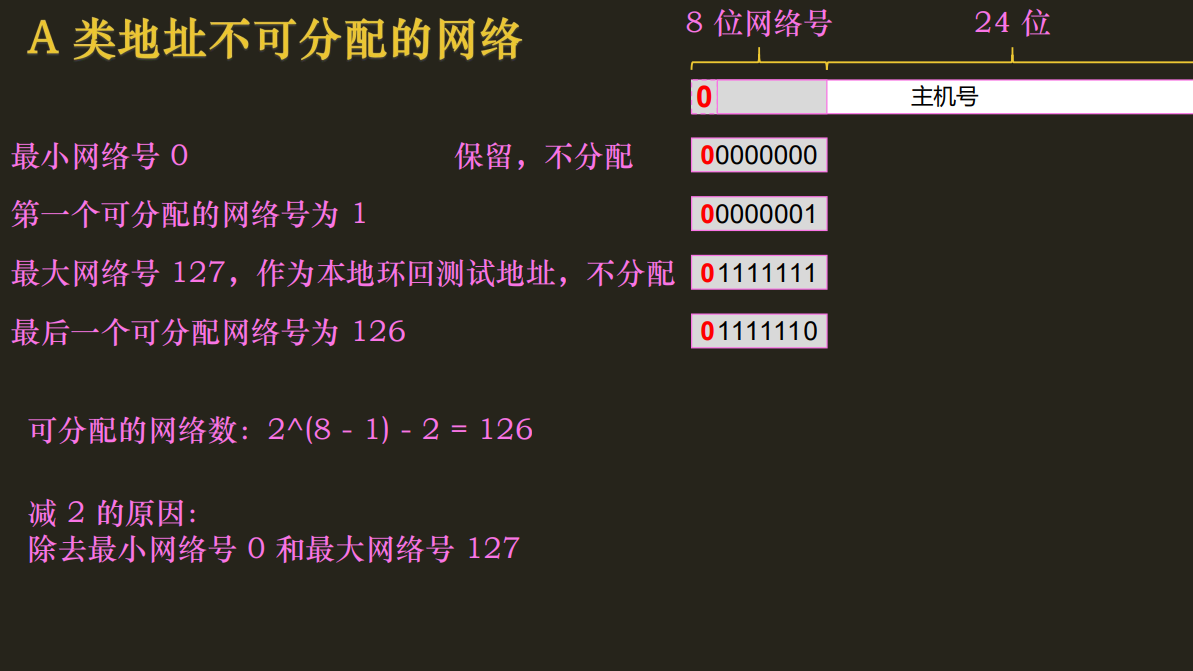 A 类地址不可分配的网络
8 位网络号 24 位
0 主机号
最小网络号 0 保留，不分配 00000000
第一个可分配的网络号为 1 00000001
最大网络号 127，作为本地环回测试地址，不分配 01111111
最后一个可分配网络号为 126 01111110
可分配的网络数：2^(8 - 1) - 2 = 126
减 2 的原因：
除去最小网络号 0 和最大网络号 127